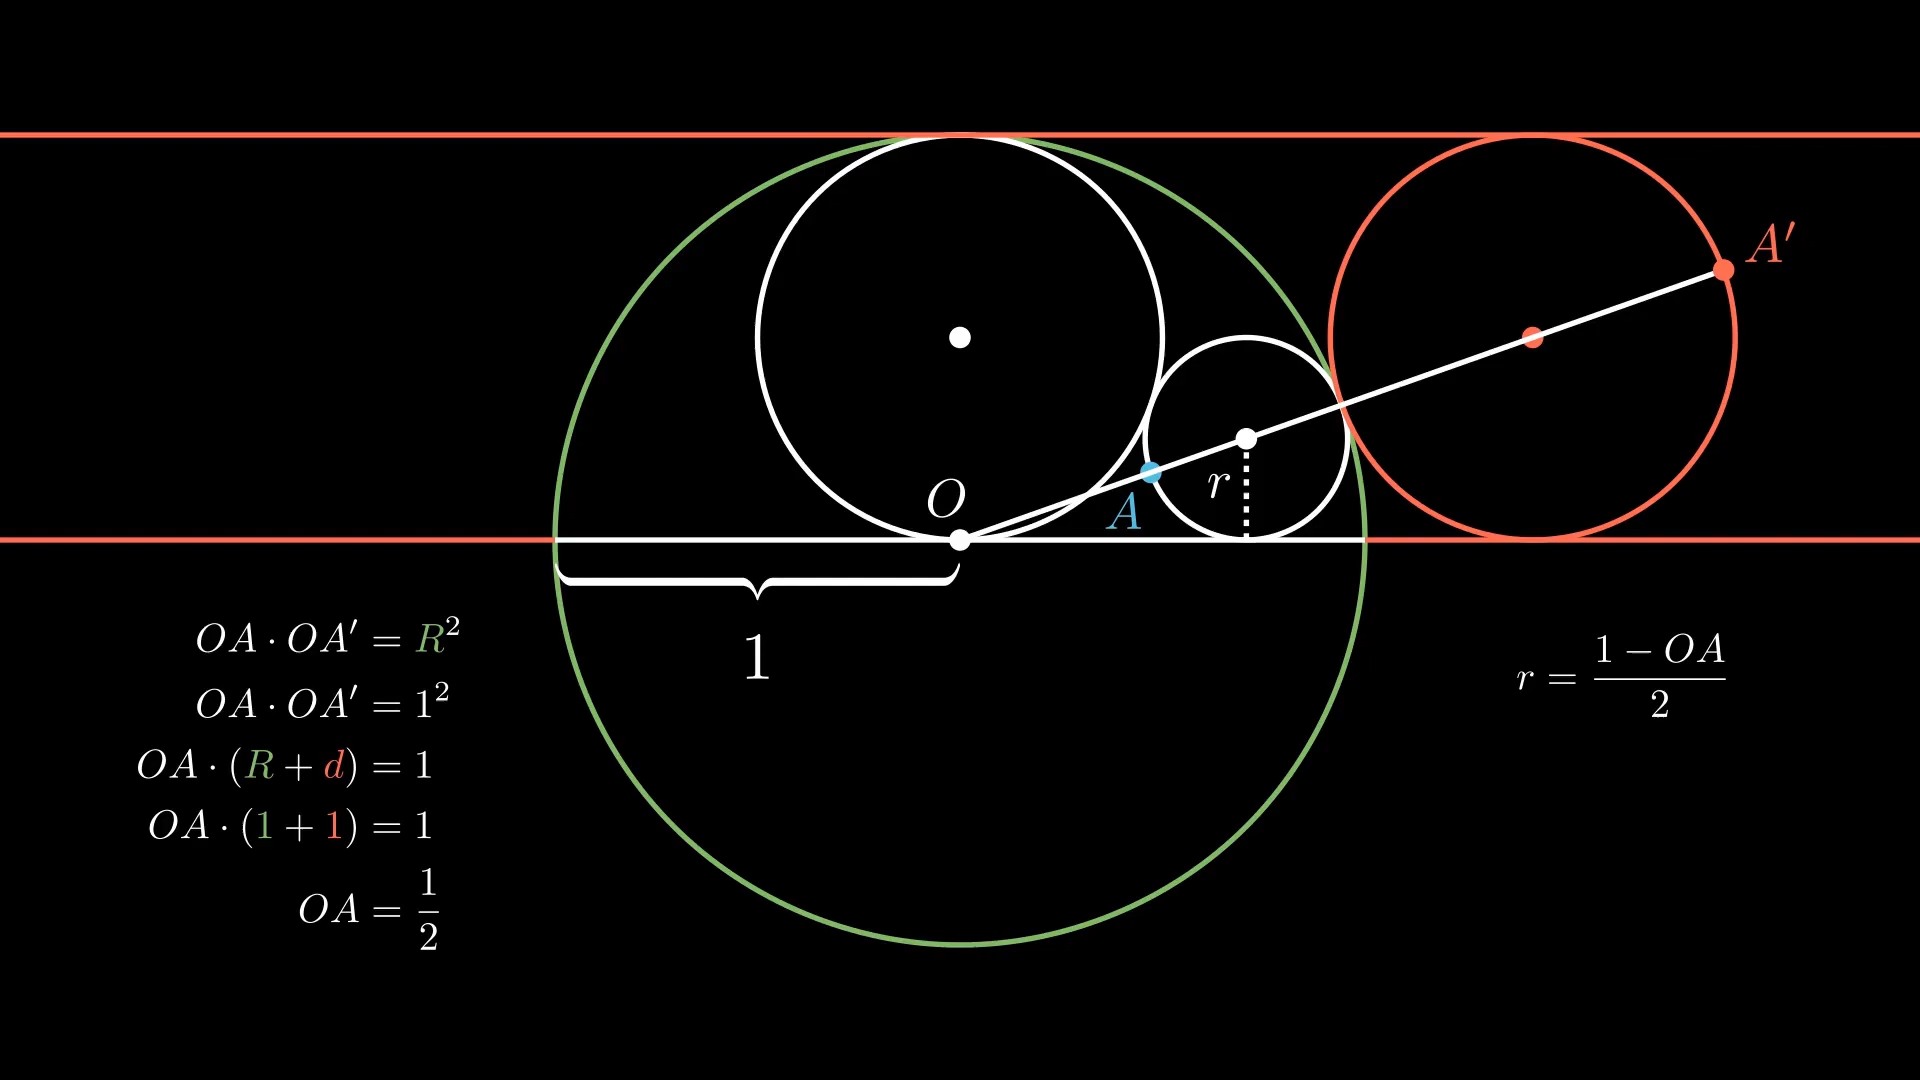 A′
O
r
A
1
OA · OA′ = R²
OA · OA′ = 1²
OA · (R + d) = 1
OA · (1 + 1) = 1
OA = 1/2
r = (1 − OA)/2